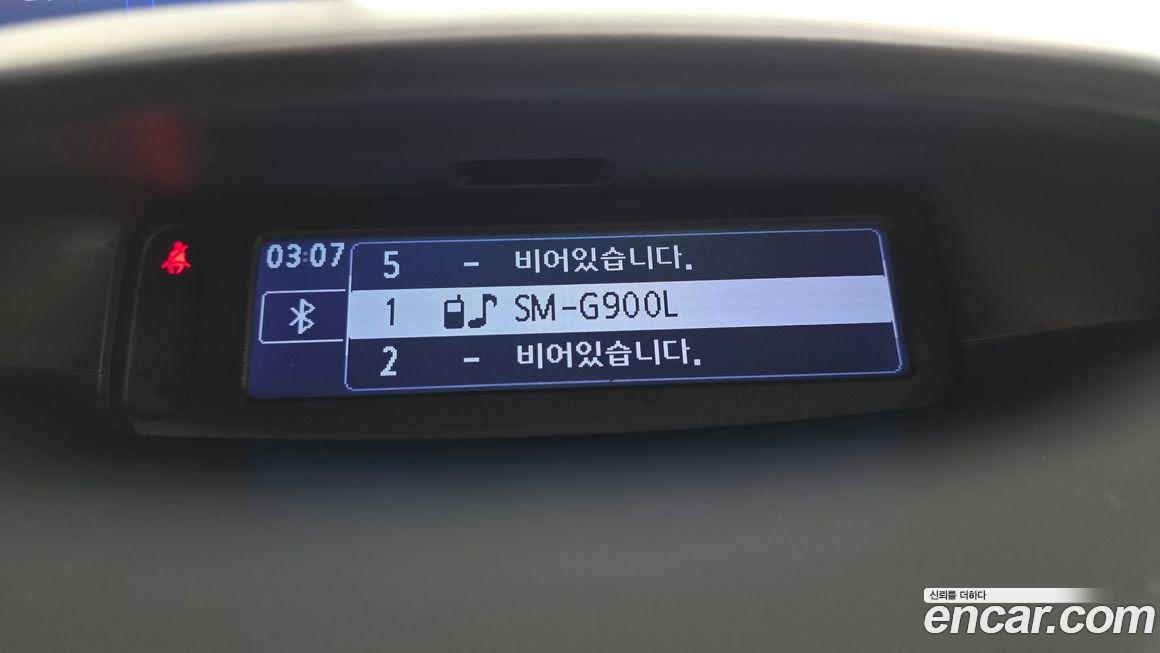 03:07
5 - 비어있습니다.
1 SM-G900L
2 - 비어있습니다.
신뢰를 더하다
encar.com